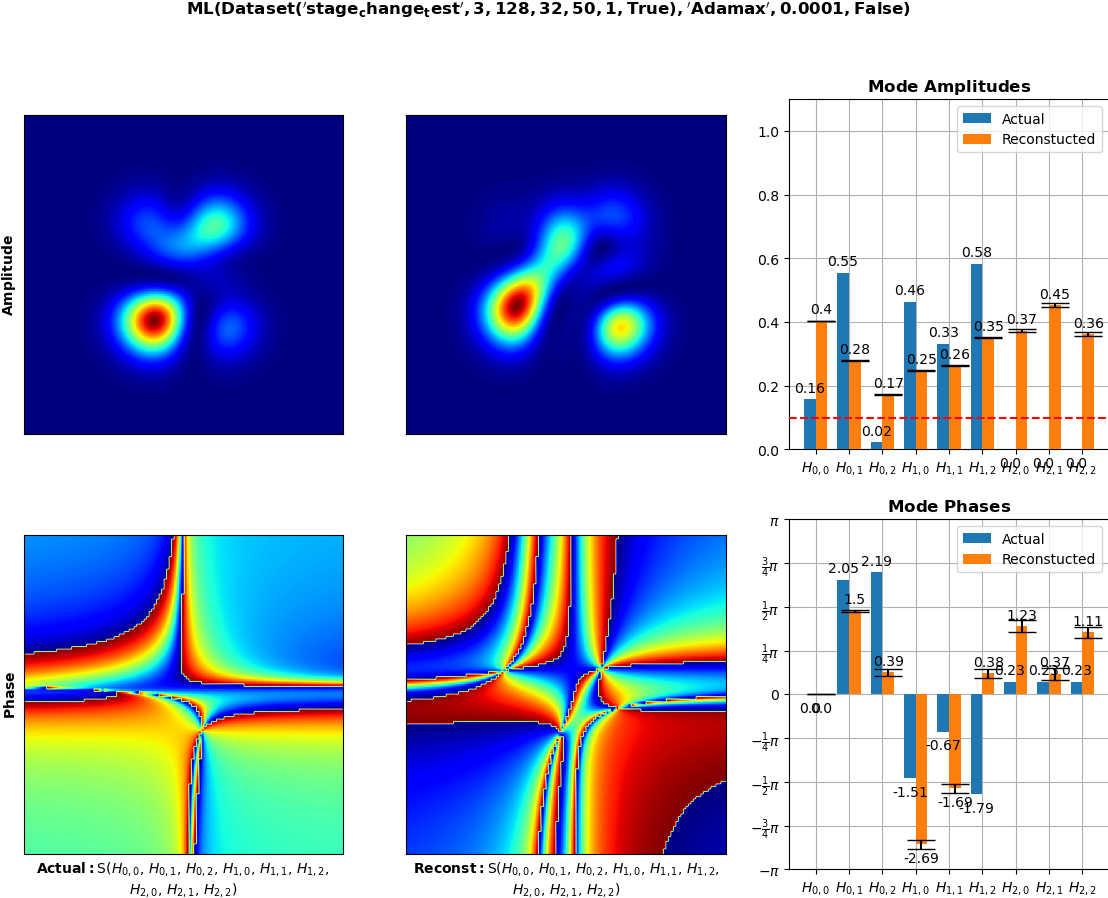 ML(Dataset('stage_change_test', 3, 128, 32, 50, 1, True), 'Adamax', 0.0001, False)
Amplitude
Mode Amplitudes
Actual
Reconstucted
1.0
0.8
0.6
0.4
0.2
0.0
0.16
0.4
0.55
0.28
0.02
0.17
0.46
0.25
0.33
0.26
0.58
0.35
0.0
0.37
0.0
0.45
0.0
0.36
H0,0 H0,1 H0,2 H1,0 H1,1 H1,2 H2,0 H2,1 H2,2
Phase
Actual: S(H0,0, H0,1, H0,2, H1,0, H1,1, H1,2,
H2,0, H2,1, H2,2)
Reconst: S(H0,0, H0,1, H0,2, H1,0, H1,1, H1,2,
H2,0, H2,1, H2,2)
Mode Phases
Actual
Reconstucted
π
3/4π
1/2π
1/4π
0
−1/4π
−1/2π
−3/4π
−π
0.0
0.0
2.05
1.5
2.19
0.39
-1.51
-2.69
-0.67
-1.69
-1.79
0.38
0.23
1.23
0.23
0.37
0.23
1.11
H0,0 H0,1 H0,2 H1,0 H1,1 H1,2 H2,0 H2,1 H2,2